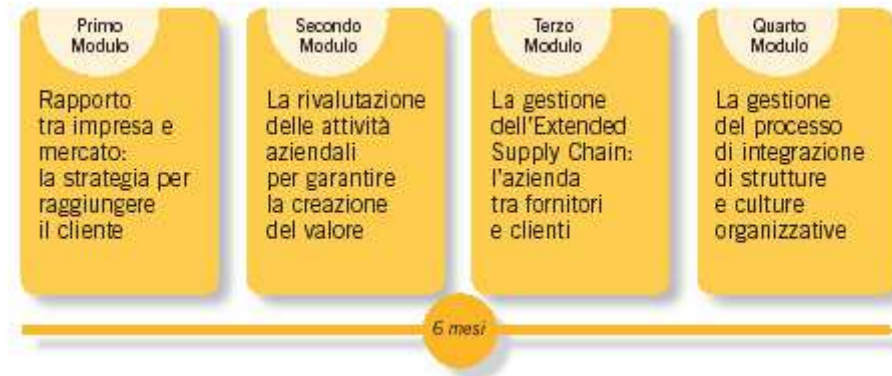 Primo
Modulo
Rapporto
tra impresa e
mercato:
la strategia per
raggiungere
il cliente
Secondo
Modulo
La rivalutazione
delle attività
aziendali
per garantire
la creazione
del valore
Terzo
Modulo
La gestione
dell'Extended
Supply Chain:
l'azienda
tra fornitori
e clienti
Quarto
Modulo
La gestione
del processo
di integrazione
di strutture
e culture
organizzative
6 mesi